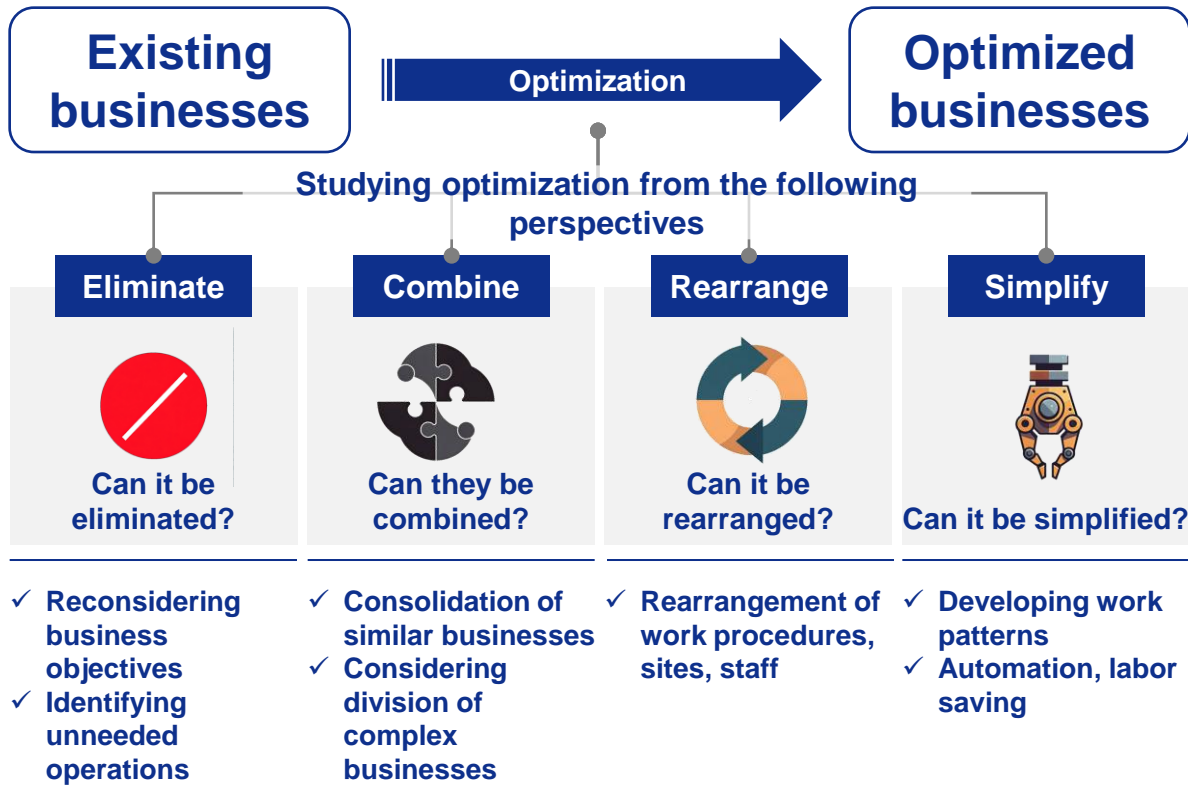 Existing
businesses
Optimization
Optimized
businesses
Studying optimization from the following
perspectives
Eliminate
Can it be
eliminated?
✓ Reconsidering
business
objectives
✓ Identifying
unneeded
operations
Combine
Can they be
combined?
✓ Consolidation of
similar businesses
✓ Considering
division of
complex
businesses
Rearrange
Can it be
rearranged?
✓ Rearrangement of
work procedures,
sites, staff
Simplify
Can it be simplified?
✓ Developing work
patterns
✓ Automation, labor
saving